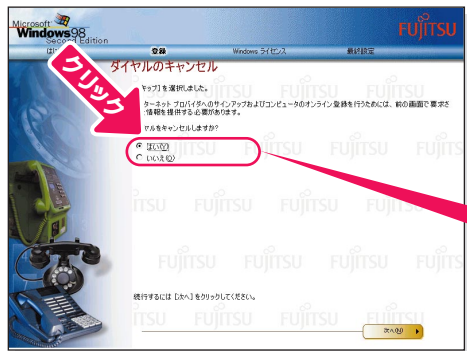 Microsoft
Windows98
Second Edition
FUJITSU
登録
Windows ライセンス
最終設定
ダイヤルのキャンセル
クリック
キップ] を選択しました。
ターネット プロバイダへのサインアップおよびコンピュータのオンライン登録を行うためには、前の画面で要求さ
情報を提供する必要があります。
ヤルをキャンセルしますか?
はい(Y)
いいえ(O)
続行するには [次へ] をクリックしてください。
次へ(N)